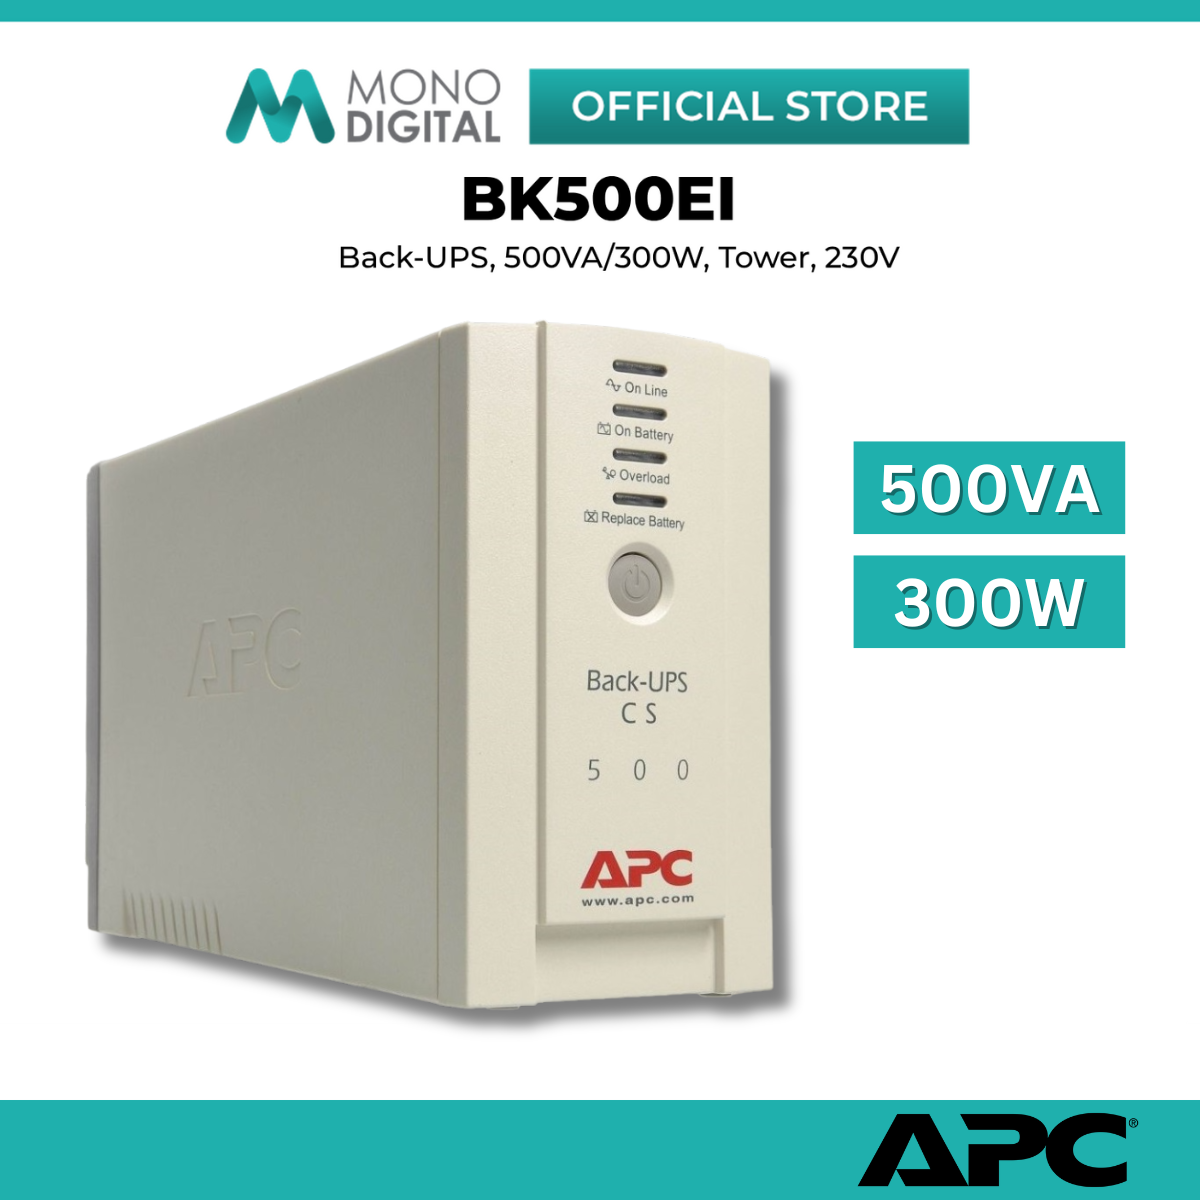 MONO
DIGITAL
OFFICIAL STORE
BK500EI
Back-UPS, 500VA/300W, Tower, 230V
On Line
On Battery
Overload
Replace Battery
500VA
300W
APC
Back-UPS
CS
500
APC
www.apc.com
APC®